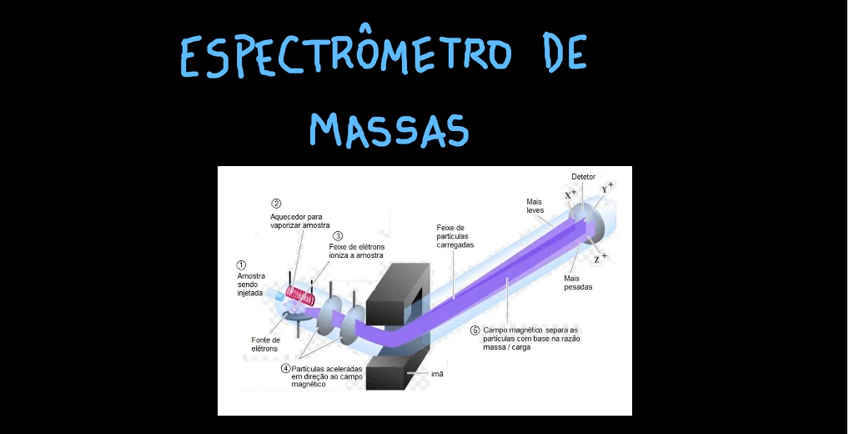 ESPECTRÔMETRO DE
MASSAS
Detetor
X+
Y+
Mais
leves
②
Aquecedor para
vaporizar amostra
③
Feixe de elétrons
ioniza a amostra
Feixe de
partículas
carregadas
①
Amostra
sendo
injetada
Z+
Mais
pesadas
⑤ Campo magnético separa as
partículas com base na razão
massa / carga
Fonte de
elétrons
④ Partículas aceleradas
em direção ao campo
magnético
imã